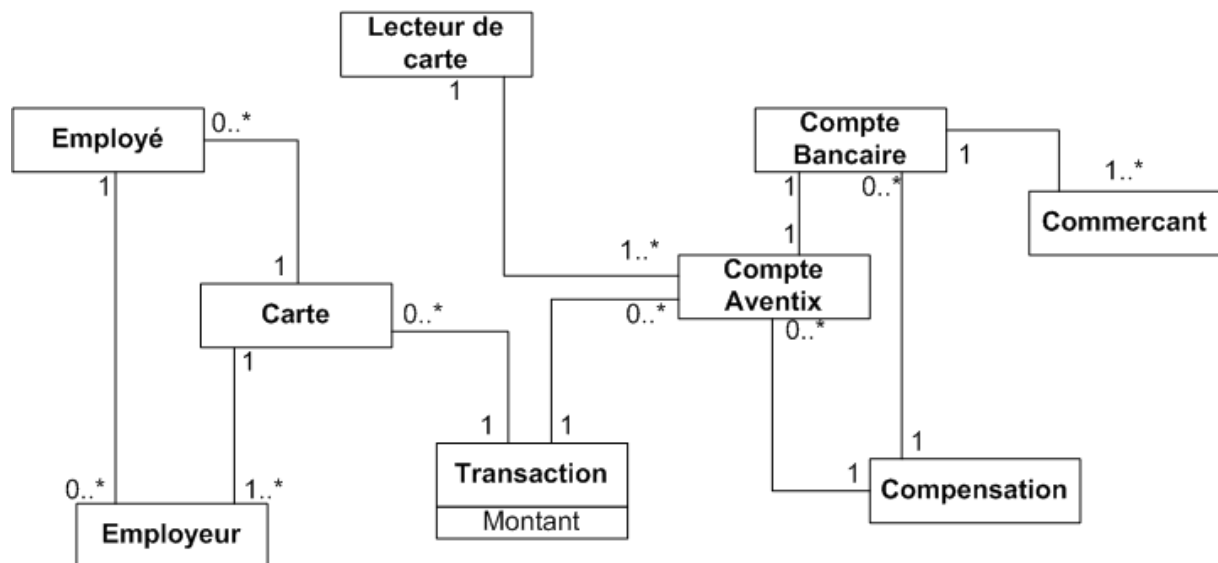 Lecteur de
carte
1
Employé
0..*
1
Compte
Bancaire
1
1
0..*
1..*
Commercant
1
1..*
1
Compte
Aventix
0..*
0..*
1
Carte
0..*
1
1
1
1
1
Transaction
Montant
Compensation
0..*
1..*
Employeur